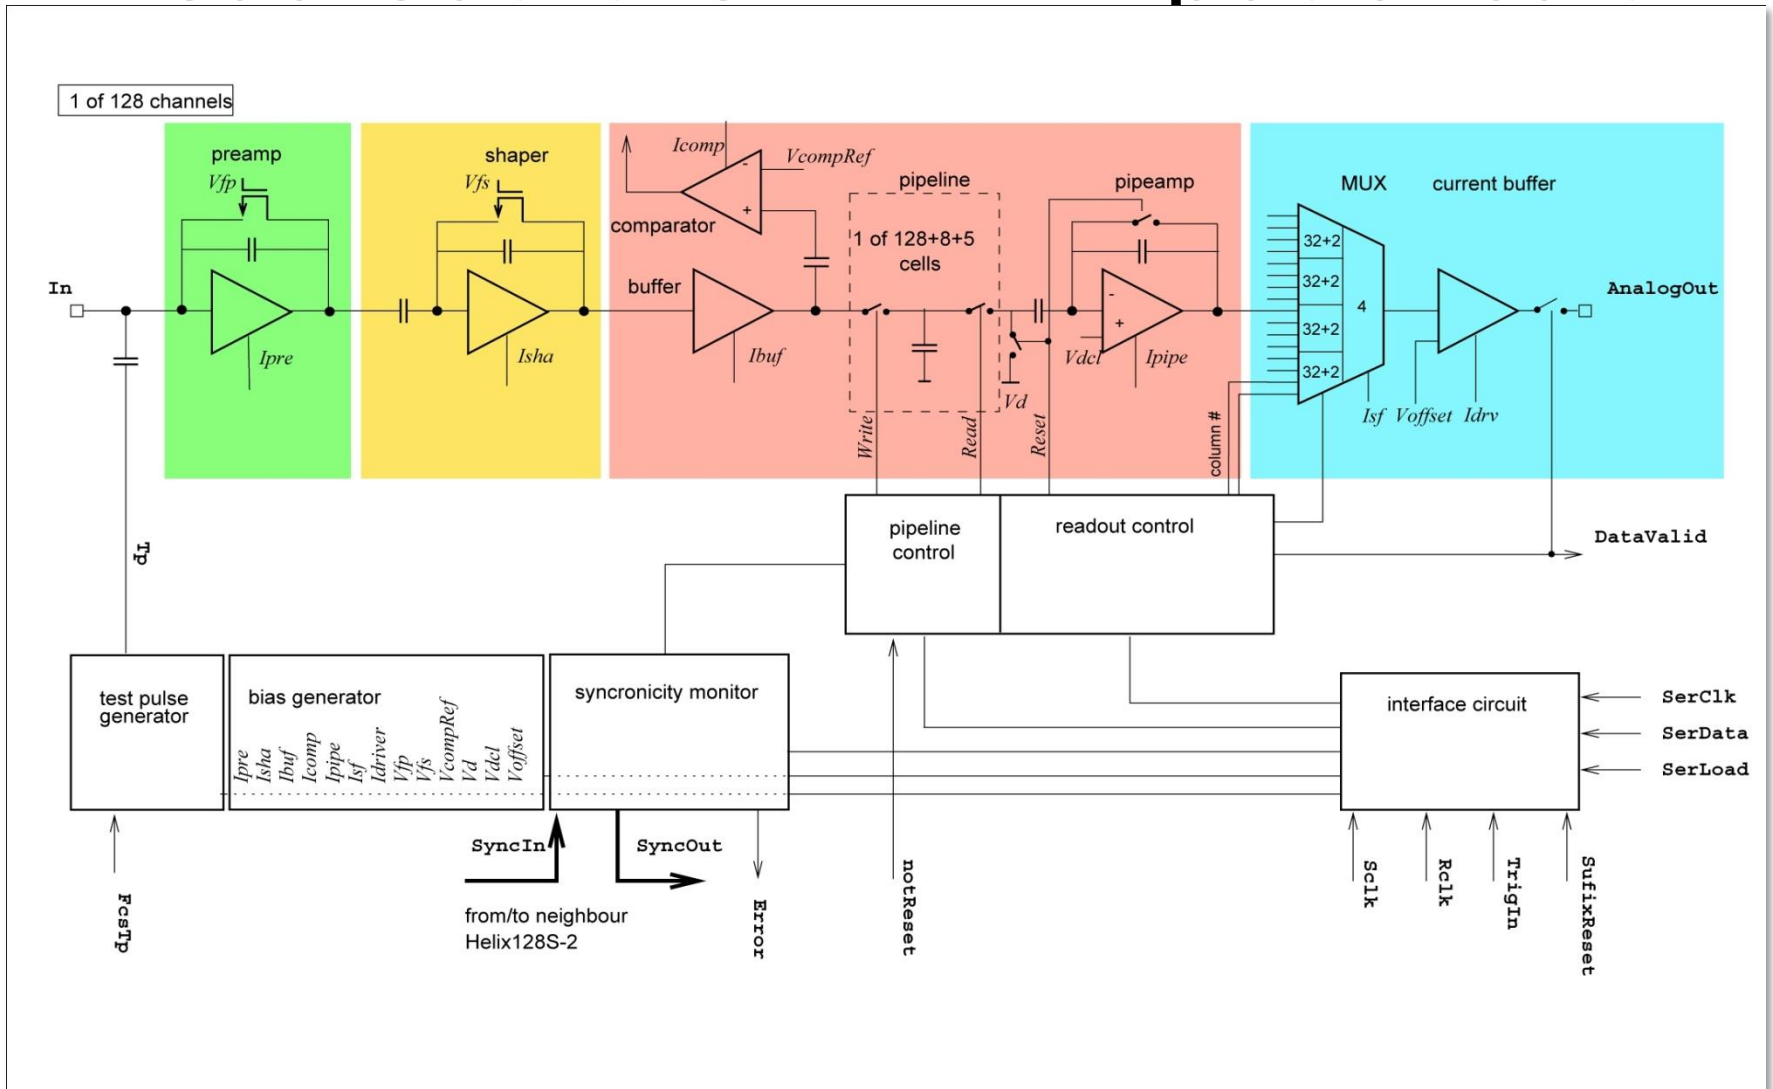 1 of 128 channels
preamp
Vfp
Ipre
In
shaper
Vfs
Isha
Icomp
VcompRef
comparator
buffer
Ibuf
pipeline
1 of 128+8+5
cells
Write
Read
Reset
Vd
pipeamp
Vdcl
Ipipe
column #
MUX
current buffer
32+2
32+2
32+2
32+2
4
Isf
Voffset
Idrv
AnalogOut
Tp
pipeline
control
readout control
DataValid
test pulse
generator
bias generator
Ipre
Isha
Ibuf
Icomp
Ipipe
Isf
Idriver
Vfp
Vfs
VcompRef
Vd
Vdcl
Voffset
syncronicity monitor
interface circuit
SerClk
SerData
SerLoad
FcsTp
SyncIn
SyncOut
from/to neighbour
Helix128S-2
Error
notReset
Sclk
Rclk
TrigIn
SufixReset